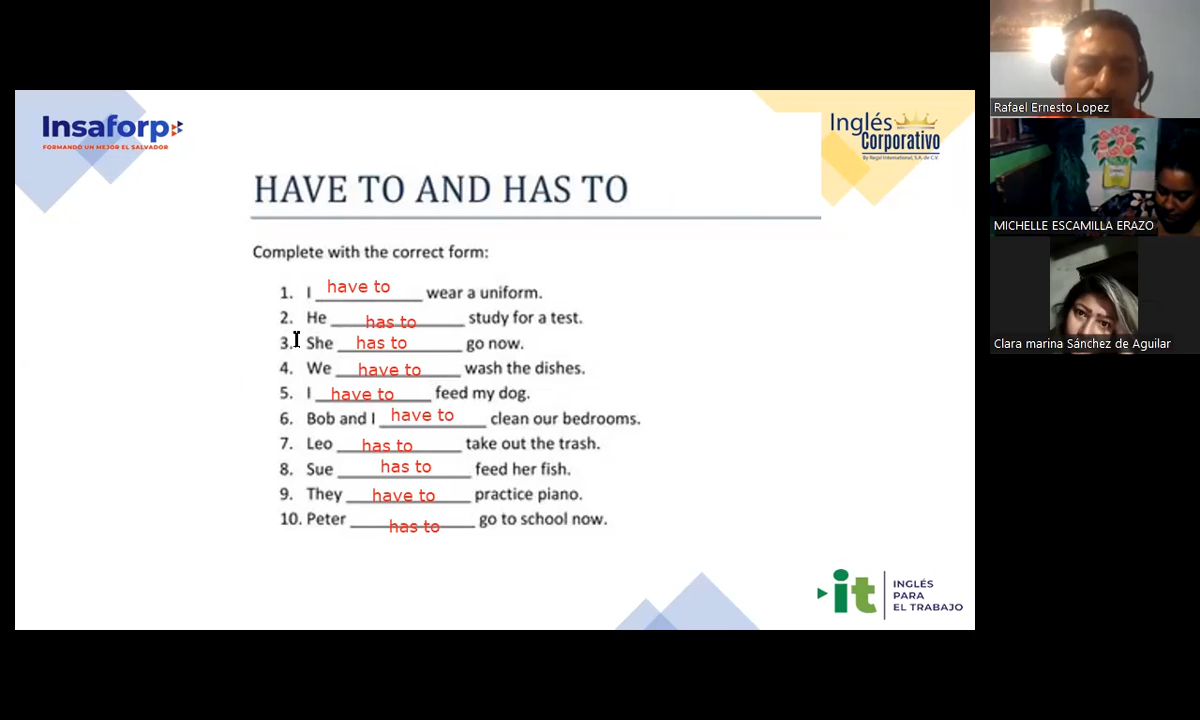 Insaforp
FORMANDO UN MEJOR EL SALVADOR
Inglés
Corporativo
By Regal International, S.A. de C.V.
HAVE TO AND HAS TO
Complete with the correct form:
1. I have to wear a uniform.
2. He has to study for a test.
3. She has to go now.
4. We have to wash the dishes.
5. I have to feed my dog.
6. Bob and I have to clean our bedrooms.
7. Leo has to take out the trash.
8. Sue has to feed her fish.
9. They have to practice piano.
10. Peter has to go to school now.
it
INGLÉS
PARA
EL TRABAJO
Rafael Ernesto Lopez
MICHELLE ESCAMILLA ERAZO
Clara marina Sánchez de Aguilar